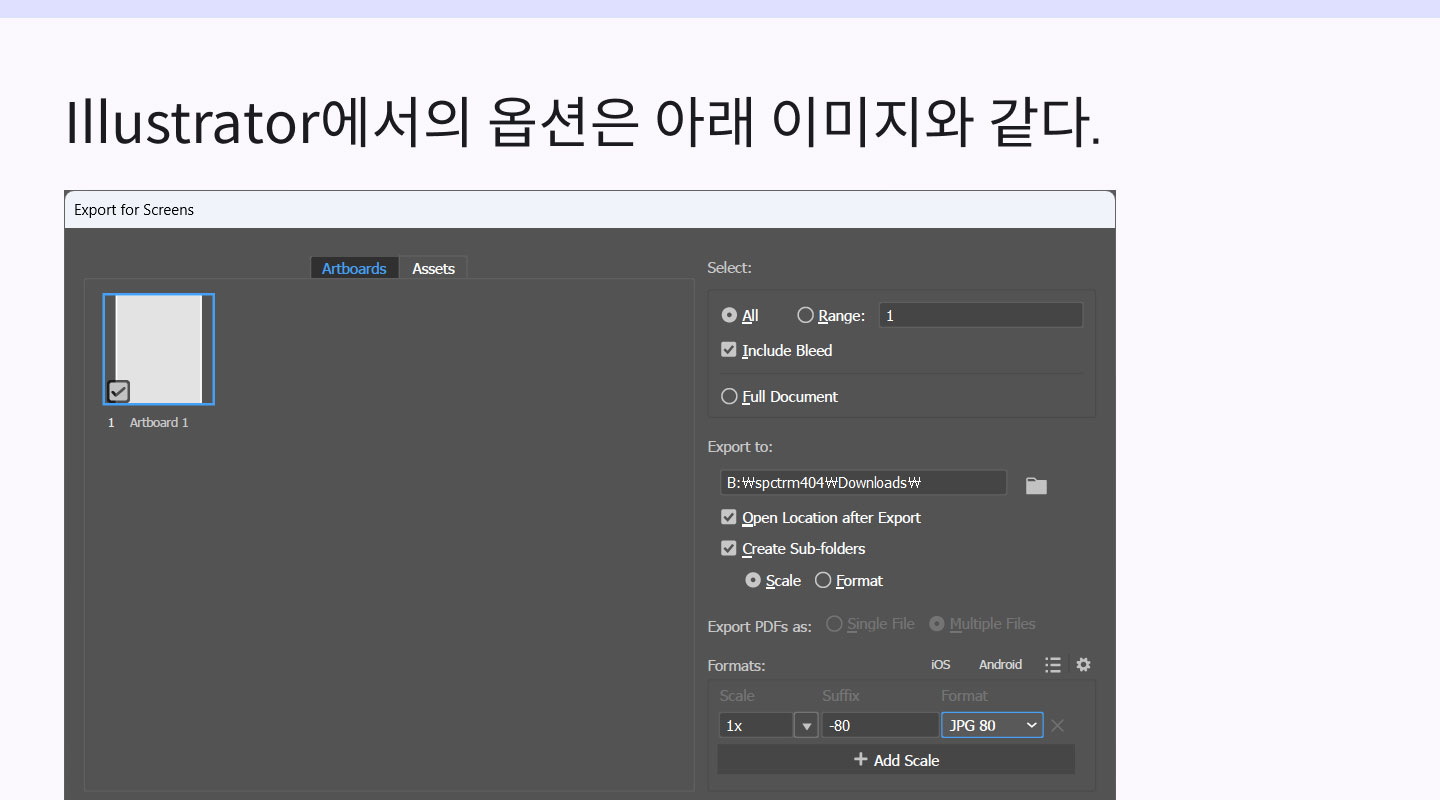 Illustrator에서의 옵션은 아래 이미지와 같다.
Export for Screens
Artboards Assets
1 Artboard 1
Select:
All Range: 1
Include Bleed
Full Document
Export to:
B:₩spctrm404₩Downloads₩
Open Location after Export
Create Sub-folders
Scale Format
Export PDFs as: Single File Multiple Files
Formats: iOS Android
Scale Suffix Format
1x -80 JPG 80
+ Add Scale